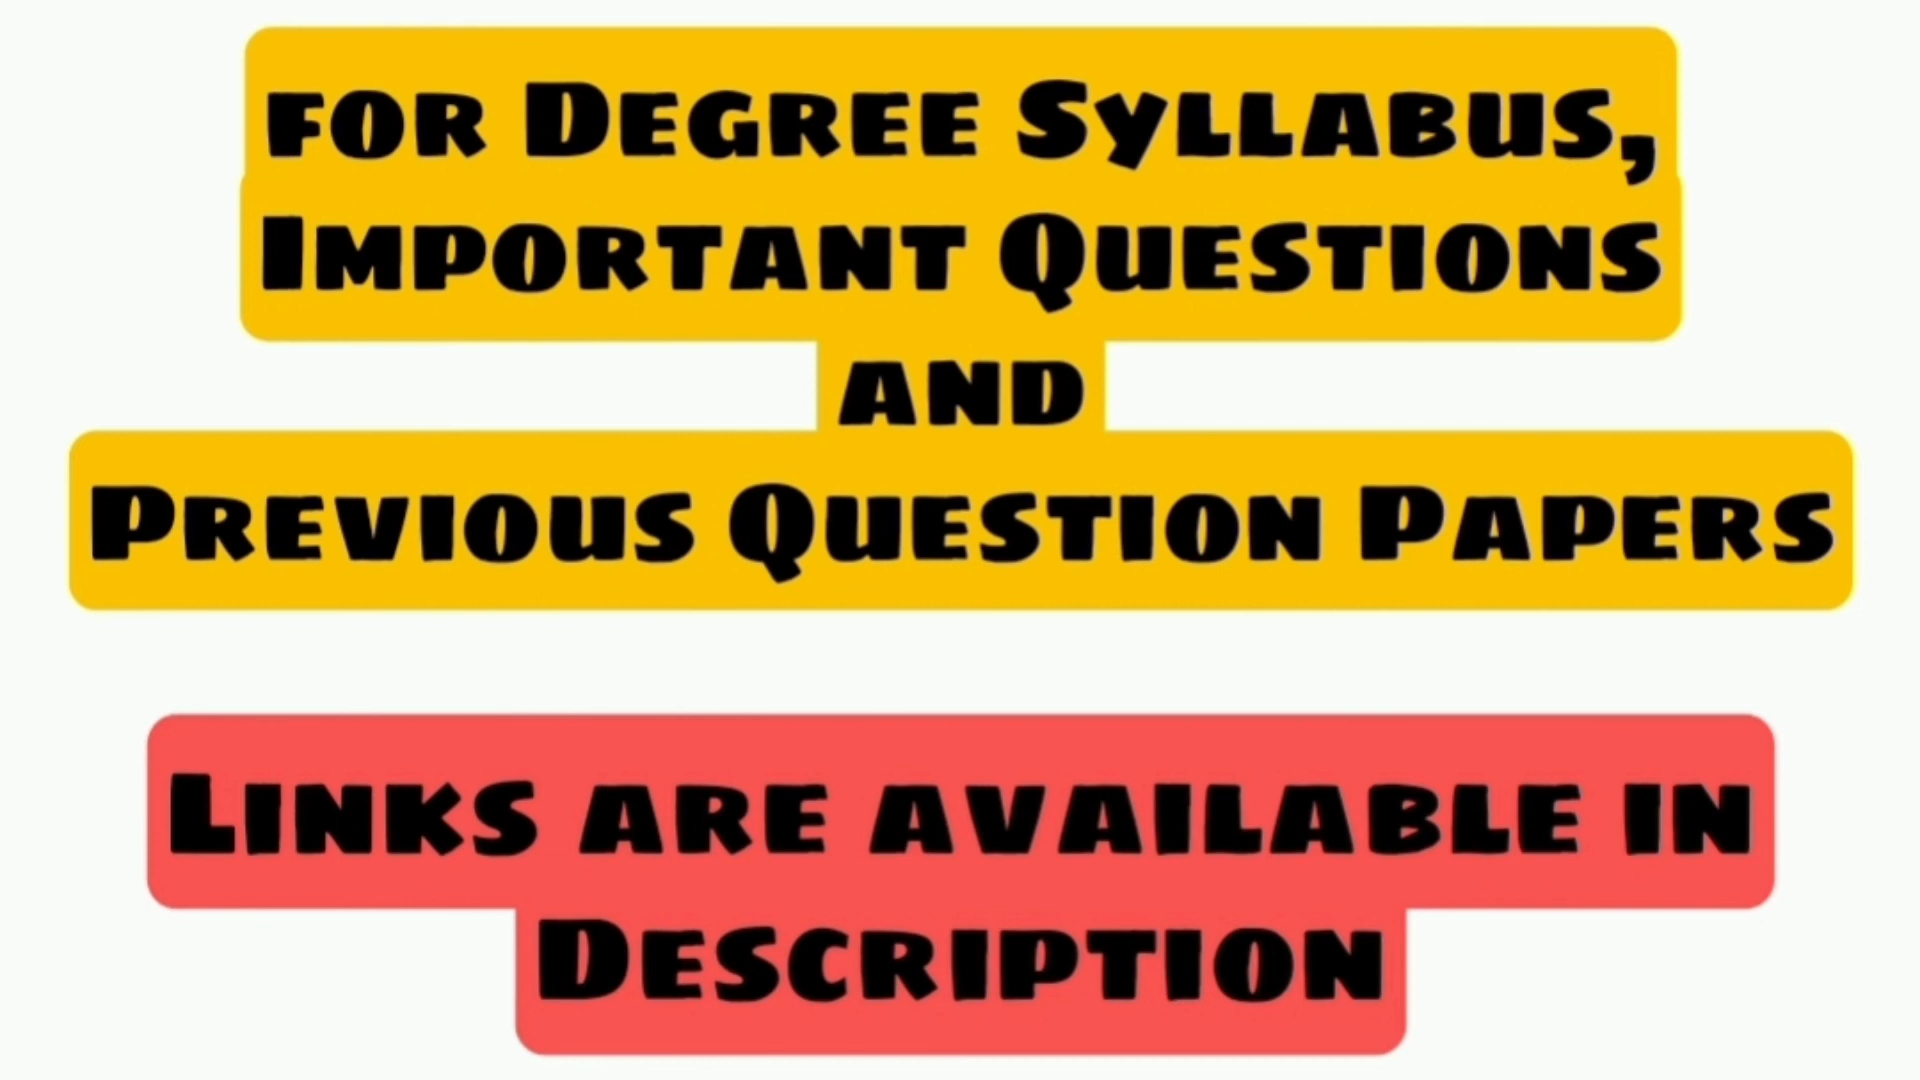 for Degree Syllabus,
Important Questions
and
Previous Question Papers
Links are available in
Description